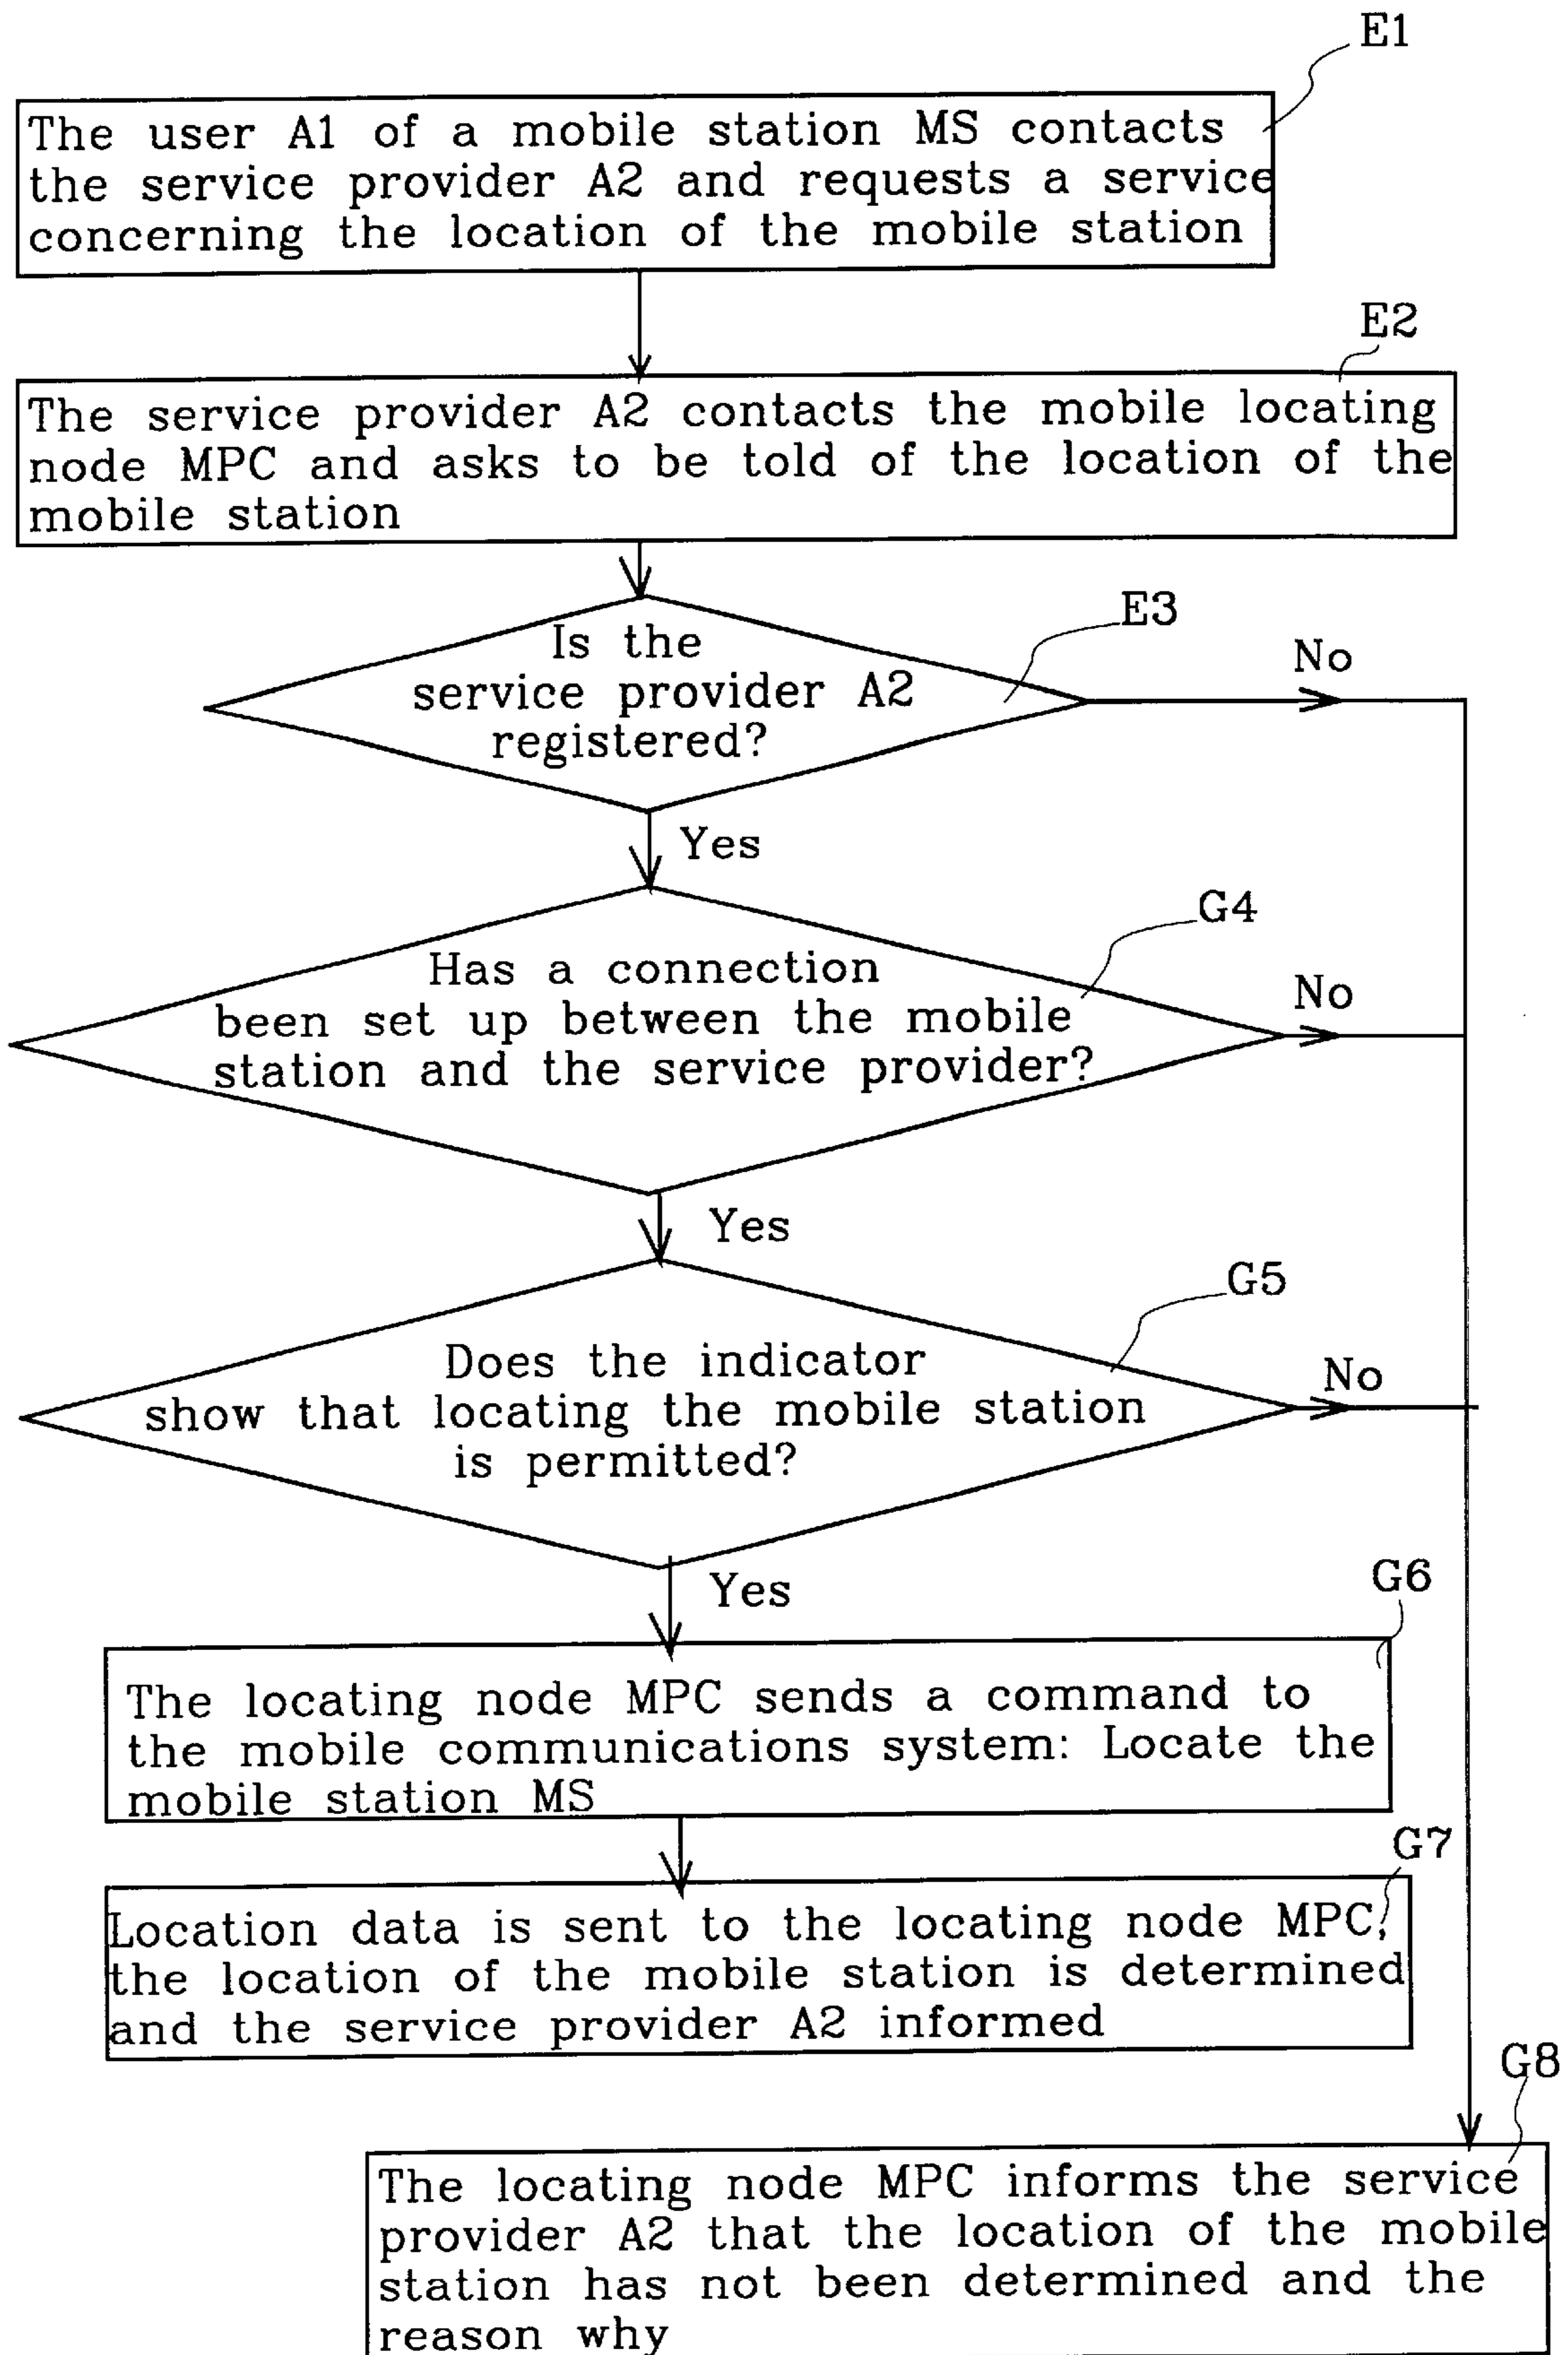 E1
The user A1 of a mobile station MS contacts
the service provider A2 and requests a service
concerning the location of the mobile station
E2
The service provider A2 contacts the mobile locating
node MPC and asks to be told of the location of the
mobile station
E3
Is the
service provider A2
registered?
No
Yes
G4
Has a connection
been set up between the mobile
station and the service provider?
No
Yes
G5
Does the indicator
show that locating the mobile station
is permitted?
No
Yes
G6
The locating node MPC sends a command to
the mobile communications system: Locate the
mobile station MS
G7
Location data is sent to the locating node MPC,
the location of the mobile station is determined
and the service provider A2 informed
G8
The locating node MPC informs the service
provider A2 that the location of the mobile
station has not been determined and the
reason why